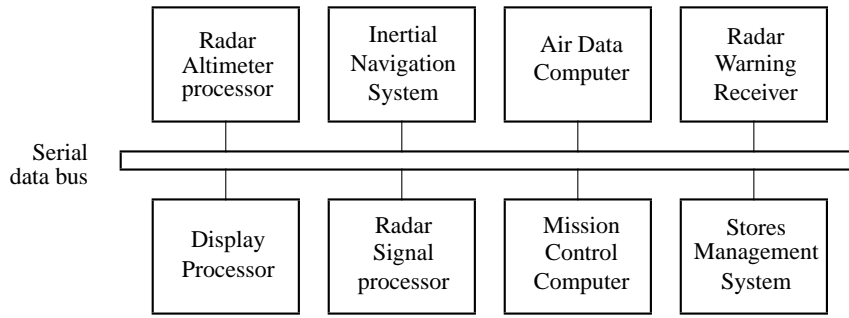 Radar
Altimeter
processor
Inertial
Navigation
System
Air Data
Computer
Radar
Warning
Receiver
Serial
data bus
Display
Processor
Radar
Signal
processor
Mission
Control
Computer
Stores
Management
System